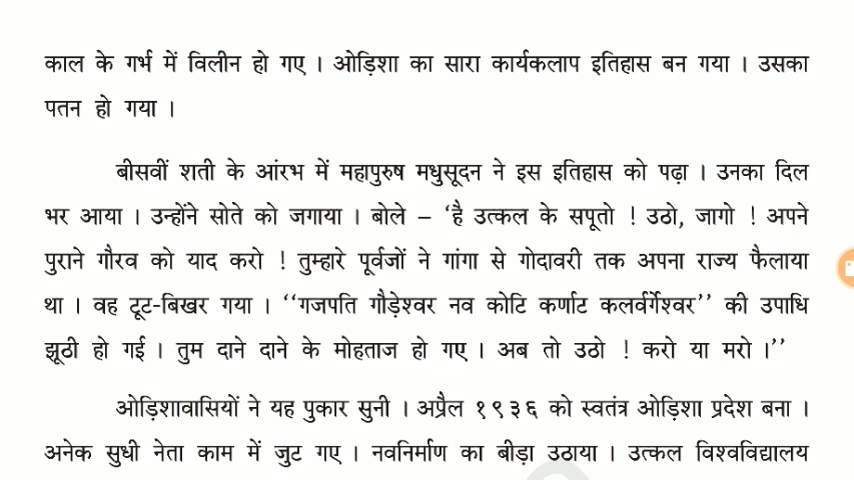 काल के गर्भ में विलीन हो गए । ओड़िशा का सारा कार्यकलाप इतिहास बन गया । उसका
पतन हो गया ।
बीसवीं शती के आंरभ में महापुरुष मधुसूदन ने इस इतिहास को पढ़ा । उनका दिल
भर आया । उन्होंने सोते को जगाया । बोले – ‘है उत्कल के सपूतो ! उठो, जागो ! अपने
पुराने गौरव को याद करो ! तुम्हारे पूर्वजों ने गांगा से गोदावरी तक अपना राज्य फैलाया
था । वह टूट-बिखर गया । ‘‘गजपति गौड़ेश्वर नव कोटि कर्णाट कलवर्गेश्वर’’ की उपाधि
झूठी हो गई । तुम दाने दाने के मोहताज हो गए । अब तो उठो ! करो या मरो ।’’
ओड़िशावासियों ने यह पुकार सुनी । अप्रैल १९३६ को स्वतंत्र ओड़िशा प्रदेश बना ।
अनेक सुधी नेता काम में जुट गए । नवनिर्माण का बीड़ा उठाया । उत्कल विश्वविद्यालय